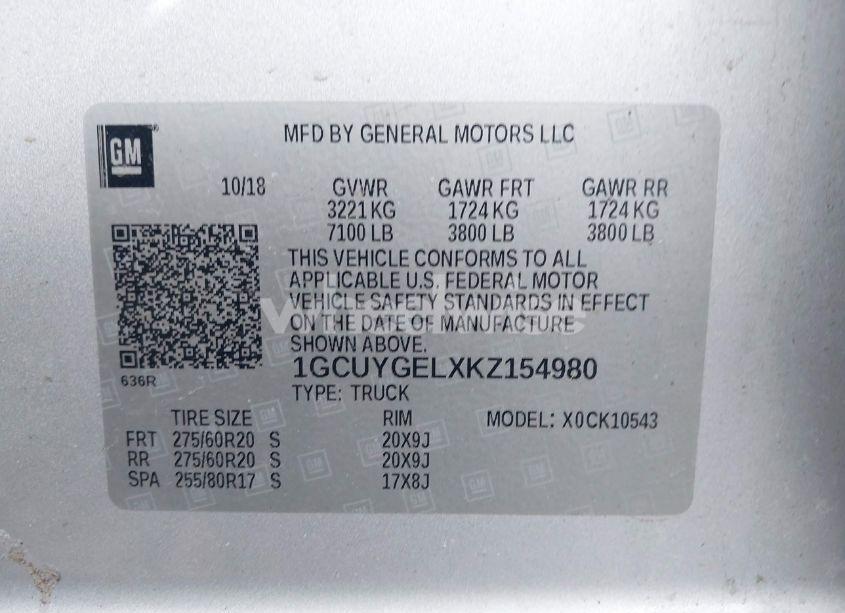 GM
MFD BY GENERAL MOTORS LLC
10/18 GVWR GAWR FRT GAWR RR
3221 KG 1724 KG 1724 KG
7100 LB 3800 LB 3800 LB
THIS VEHICLE CONFORMS TO ALL
APPLICABLE U.S. FEDERAL MOTOR
VEHICLE SAFETY STANDARDS IN EFFECT
ON THE DATE OF MANUFACTURE
SHOWN ABOVE.
636R
1GCUYGELXKZ154980
TYPE: TRUCK
TIRE SIZE RIM MODEL: X0CK10543
FRT 275/60R20 S 20X9J
RR 275/60R20 S 20X9J
SPA 255/80R17 S 17X8J